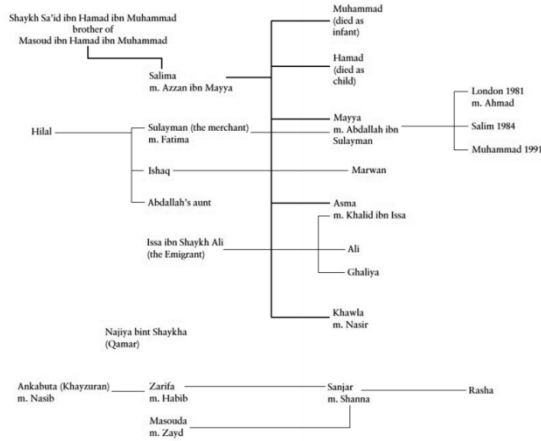 Shaykh Sa'id ibn Hamad ibn Muhammad
brother of
Masoud ibn Hamad ibn Muhammad
Muhammad
(died as
infant)
Hamad
(died as
child)
Salima
m. Azzan ibn Mayya
London 1981
m. Ahmad
Mayya
m. Abdallah ibn
Sulayman
Salim 1984
Hilal
Sulayman (the merchant)
m. Fatima
Muhammad 1991
Ishaq
Marwan
Abdallah's aunt
Asma
m. Khalid ibn Issa
Issa ibn Shaykh Ali
(the Emigrant)
Ali
Ghaliya
Khawla
m. Nasir
Najiya bint Shaykha
(Qamar)
Ankabuta (Khayzuran)
m. Nasib
Zarifa
m. Habib
Sanjar
m. Shanna
Rasha
Masouda
m. Zayd